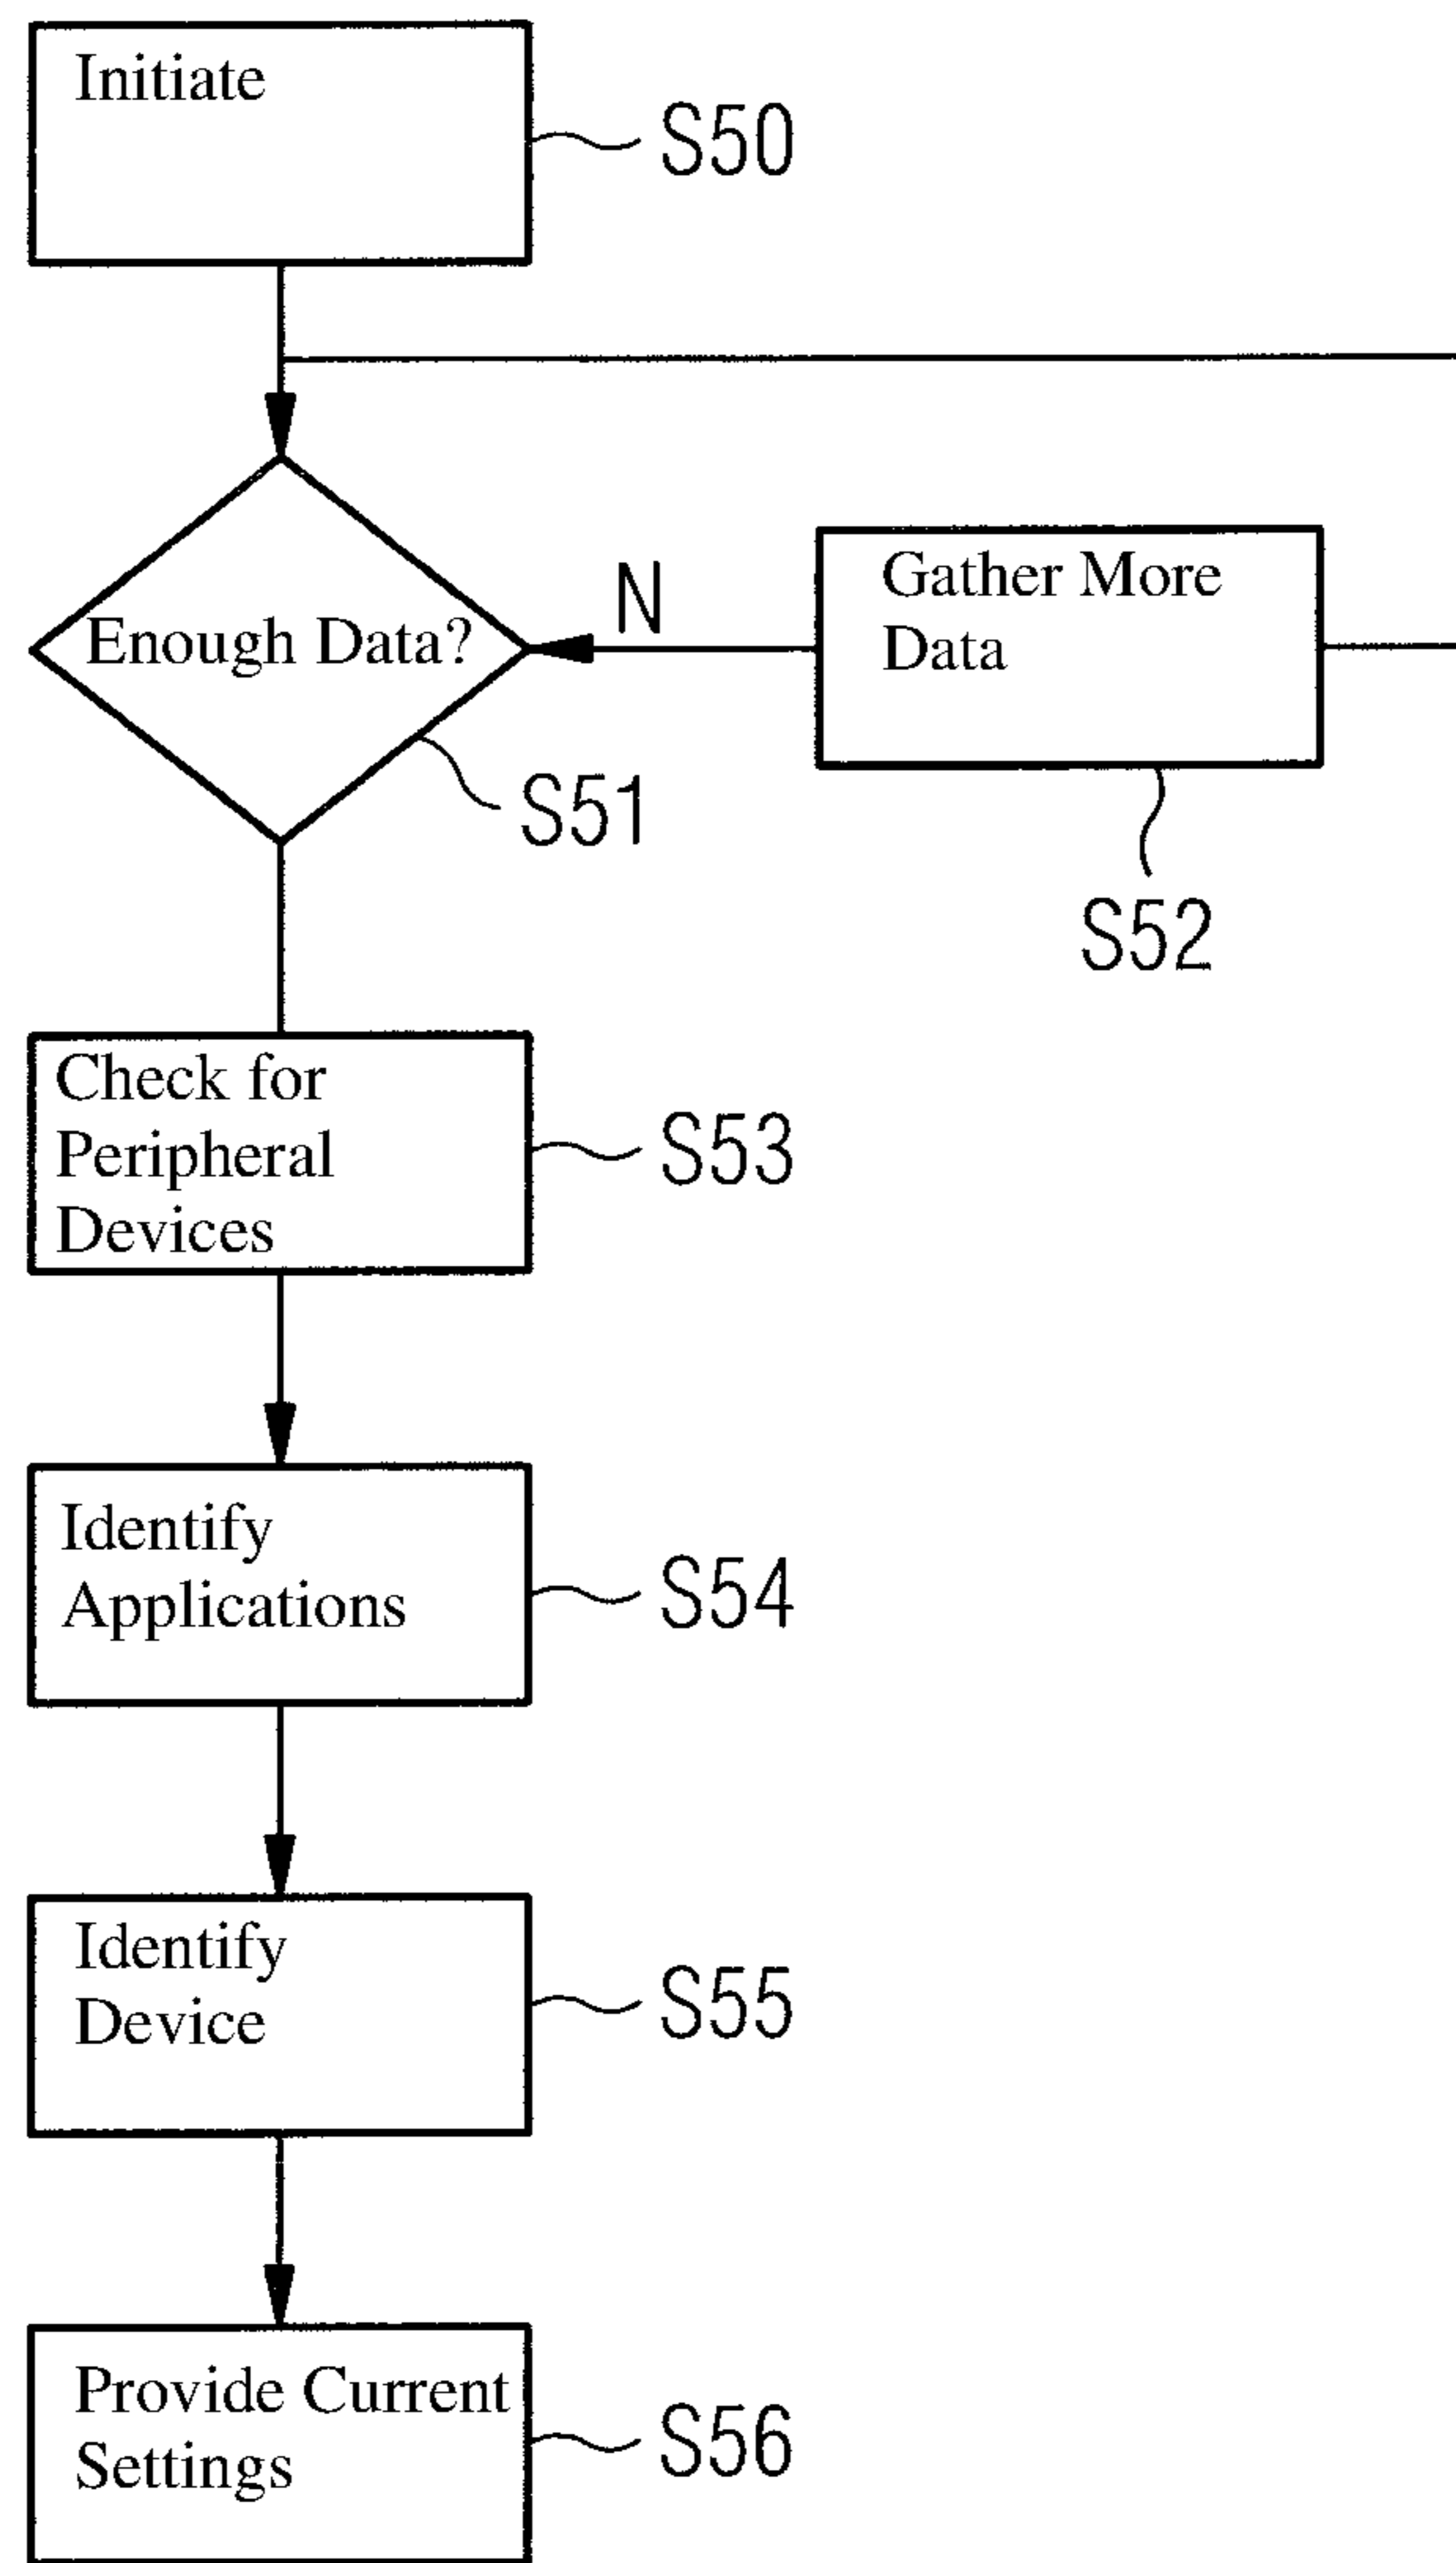 Initiate
S50
Enough Data?
N
Gather More
Data
S51
S52
Check for
Peripheral
Devices
S53
Identify
Applications
S54
Identify
Device
S55
Provide Current
Settings
S56